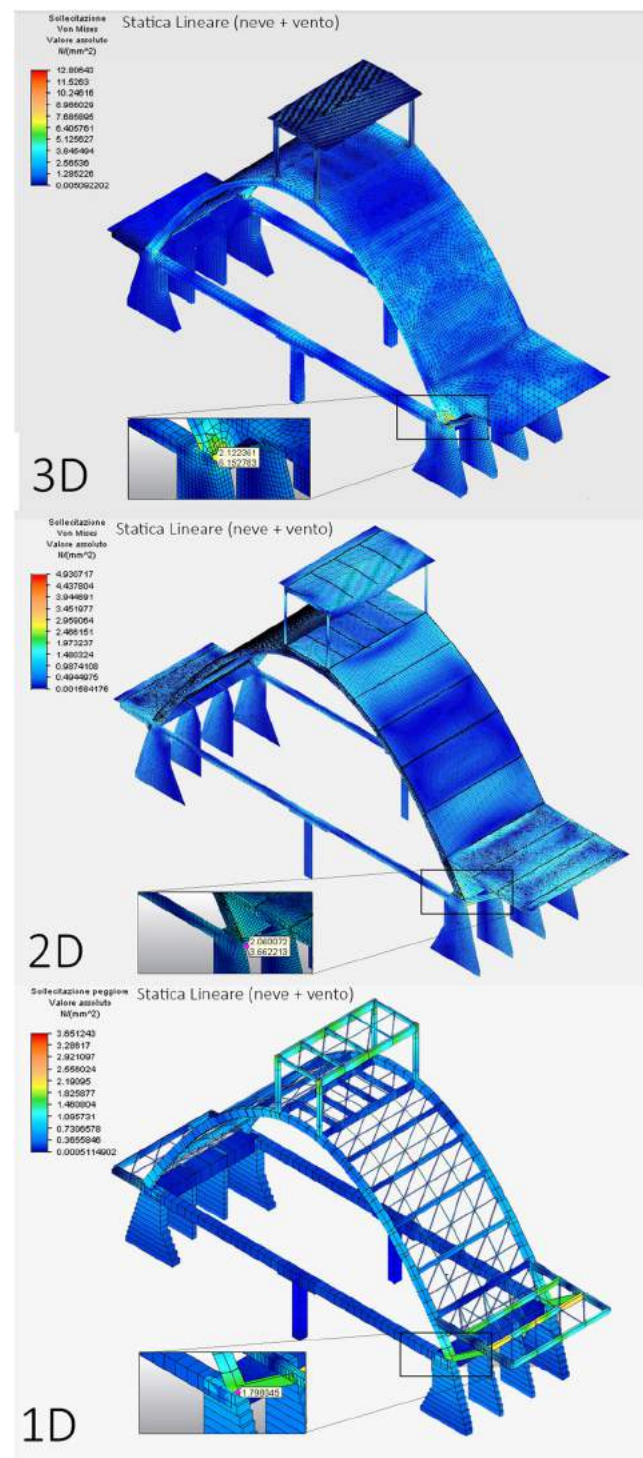 Sollecitazione
Von Mises
Valore assoluto
N/(mm^2)
Statica Lineare (neve + vento)
12.80643
11.5263
10.24616
8.966029
7.685895
6.405761
5.125627
3.845494
2.56536
1.285226
0.005092202
2.122361
6.152783
3D
Sollecitazione
Von Mises
Valore assoluto
N/(mm^2)
Statica Lineare (neve + vento)
4.930717
4.437804
3.944891
3.451977
2.959064
2.466151
1.973237
1.480324
0.9874108
0.4944975
0.001584176
2.060072
3.662213
2D
Sollecitazione peggiore
Valore assoluto
N/(mm^2)
Statica Lineare (neve + vento)
3.651243
3.28617
2.921097
2.556024
2.19095
1.825877
1.460804
1.095731
0.7306578
0.3655846
0.0005114902
1.798345
1D